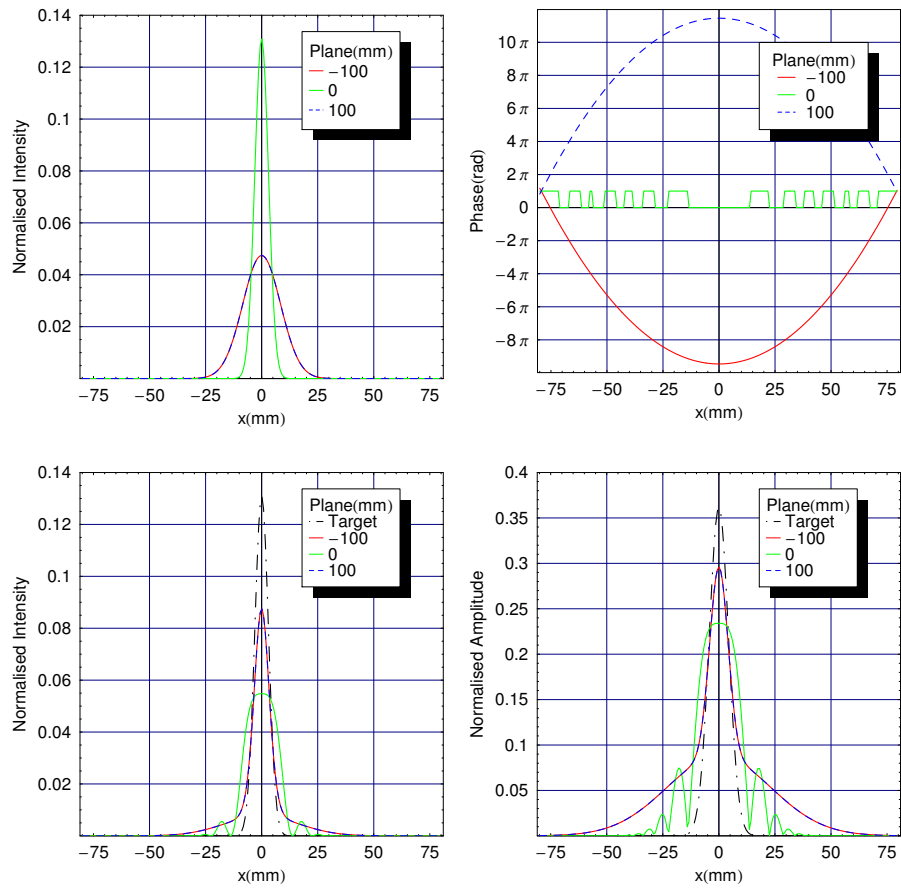 0.14
0.12
0.1
0.08
0.06
0.04
0.02
Normalised Intensity
Plane(mm)
−100
0
100
−75 −50 −25 0 25 50 75
x(mm)
10 π
8 π
6 π
4 π
2 π
0
−2 π
−4 π
−6 π
−8 π
Phase(rad)
Plane(mm)
−100
0
100
−75 −50 −25 0 25 50 75
x(mm)
0.14
0.12
0.1
0.08
0.06
0.04
0.02
Normalised Intensity
Plane(mm)
Target
−100
0
100
−75 −50 −25 0 25 50 75
x(mm)
0.4
0.35
0.3
0.25
0.2
0.15
0.1
0.05
Normalised Amplitude
Plane(mm)
Target
−100
0
100
−75 −50 −25 0 25 50 75
x(mm)